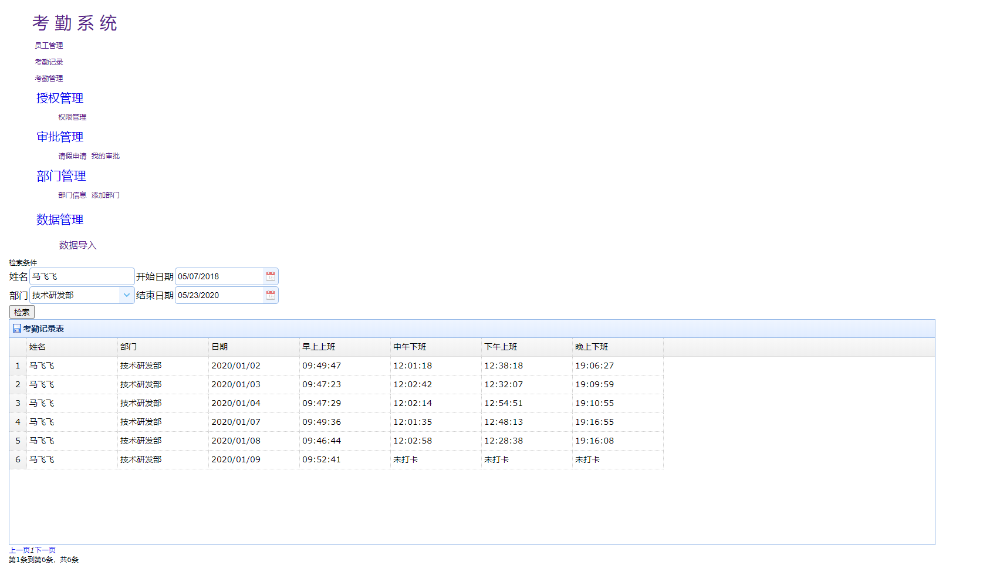 考 勤 系 统
员工管理
考勤记录
考勤管理
授权管理
权限管理
审批管理
请假申请 我的审批
部门管理
部门信息 添加部门
数据管理
数据导入
检索条件
姓名 马飞飞 开始日期 05/07/2018
部门 技术研发部 结束日期 05/23/2020
检索
考勤记录表
姓名 部门 日期 早上上班 中午下班 下午上班 晚上下班
1 马飞飞 技术研发部 2020/01/02 09:49:47 12:01:18 12:38:18 19:06:27
2 马飞飞 技术研发部 2020/01/03 09:47:23 12:02:42 12:32:07 19:09:59
3 马飞飞 技术研发部 2020/01/04 09:47:29 12:02:14 12:54:51 19:10:55
4 马飞飞 技术研发部 2020/01/07 09:49:36 12:01:35 12:48:13 19:16:55
5 马飞飞 技术研发部 2020/01/08 09:46:44 12:02:58 12:28:38 19:16:08
6 马飞飞 技术研发部 2020/01/09 09:52:41 未打卡 未打卡 未打卡
上一页1下一页
第1条到第6条，共6条